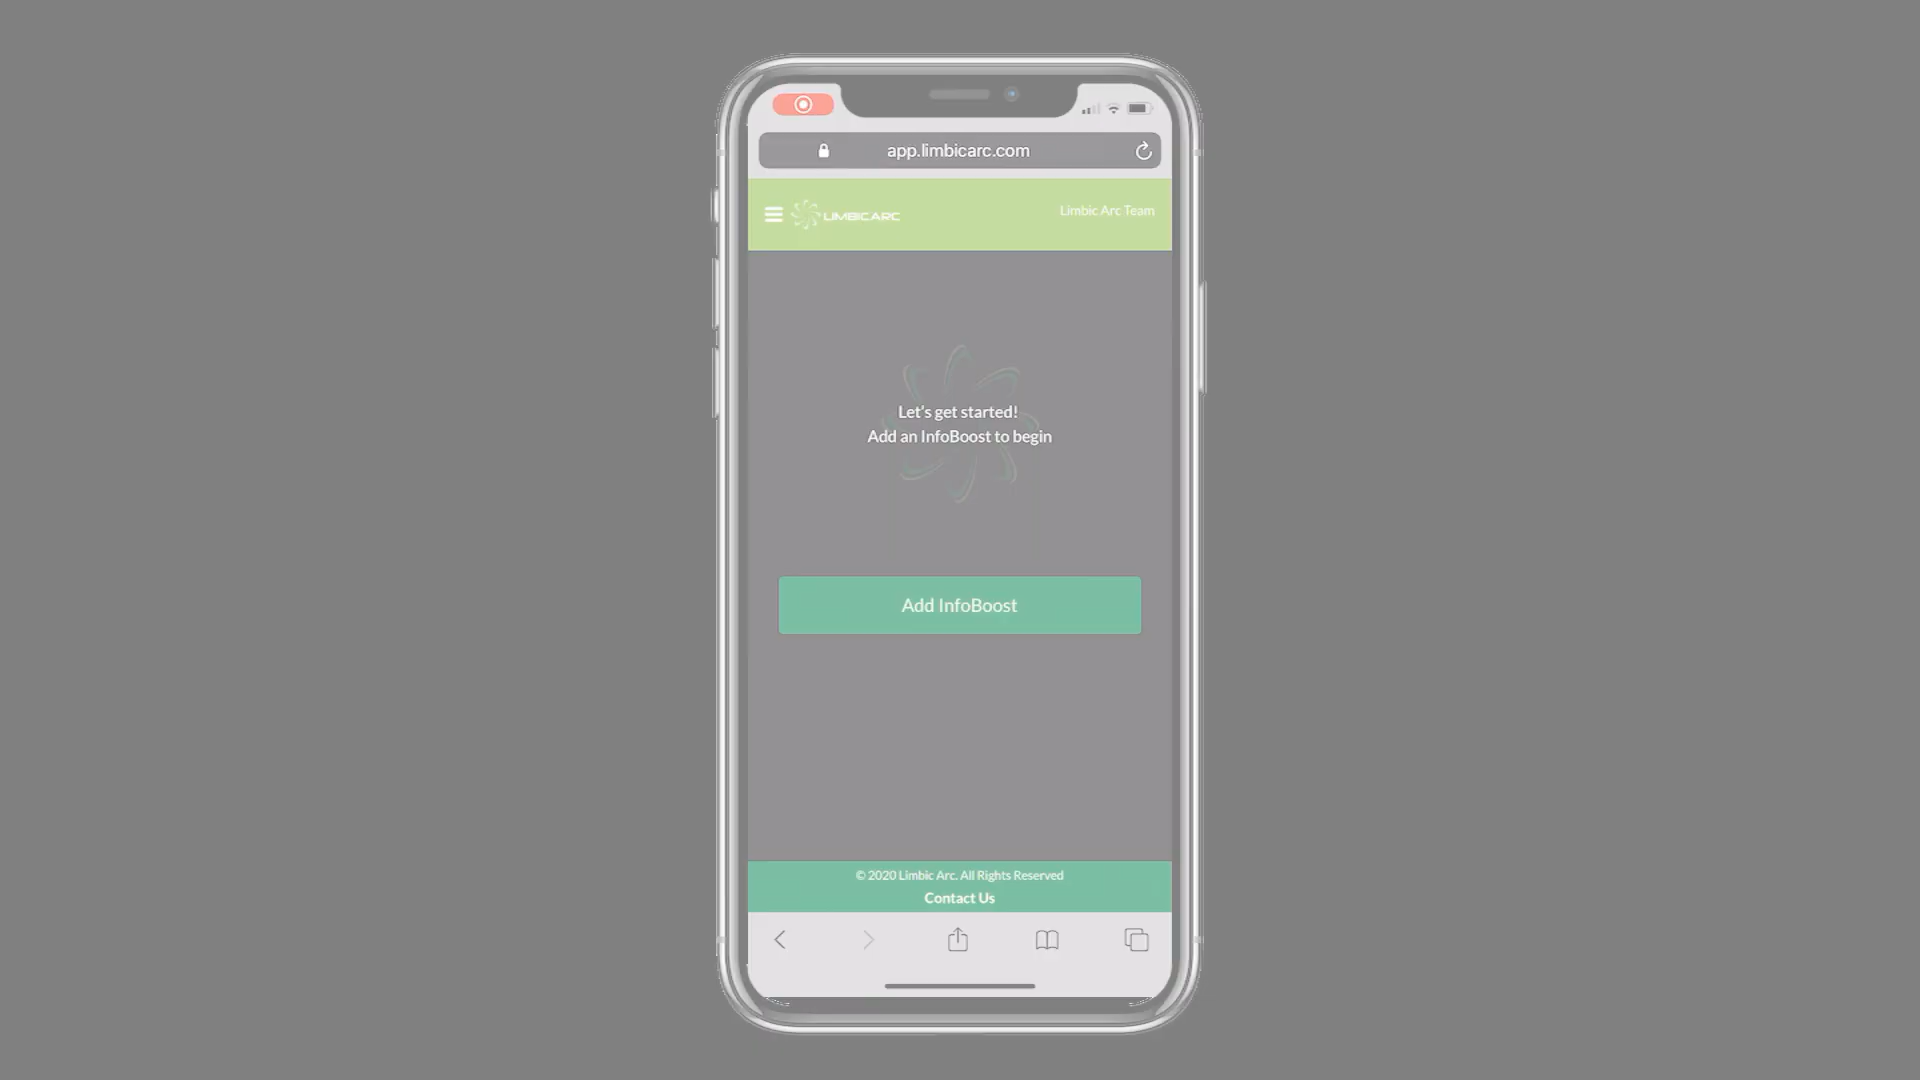 app.limbicarc.com
LIMBICARC
Limbic Arc Team
Let's get started!
Add an InfoBoost to begin
Add InfoBoost
© 2020 Limbic Arc. All Rights Reserved
Contact Us